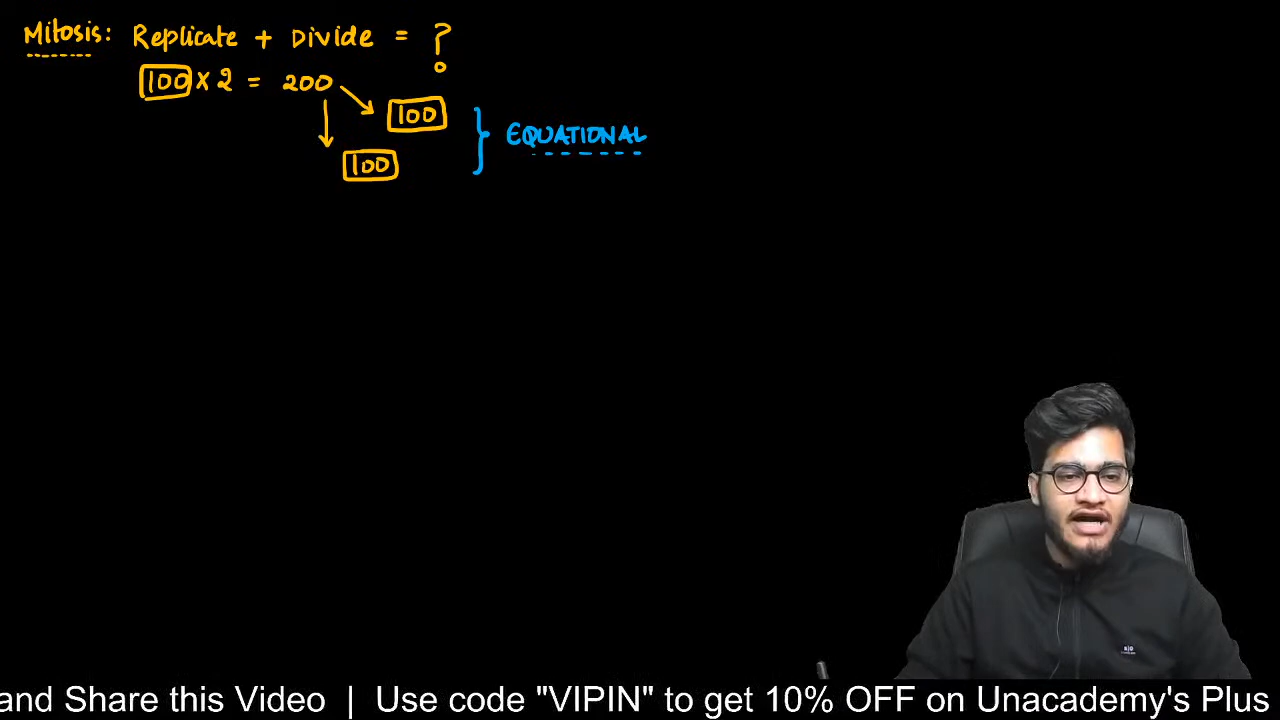 Mitosis: Replicate + Divide = ?
100 × 2 = 200
100
100
EQUATIONAL
and Share this Video | Use code "VIPIN" to get 10% OFF on Unacademy's Plus